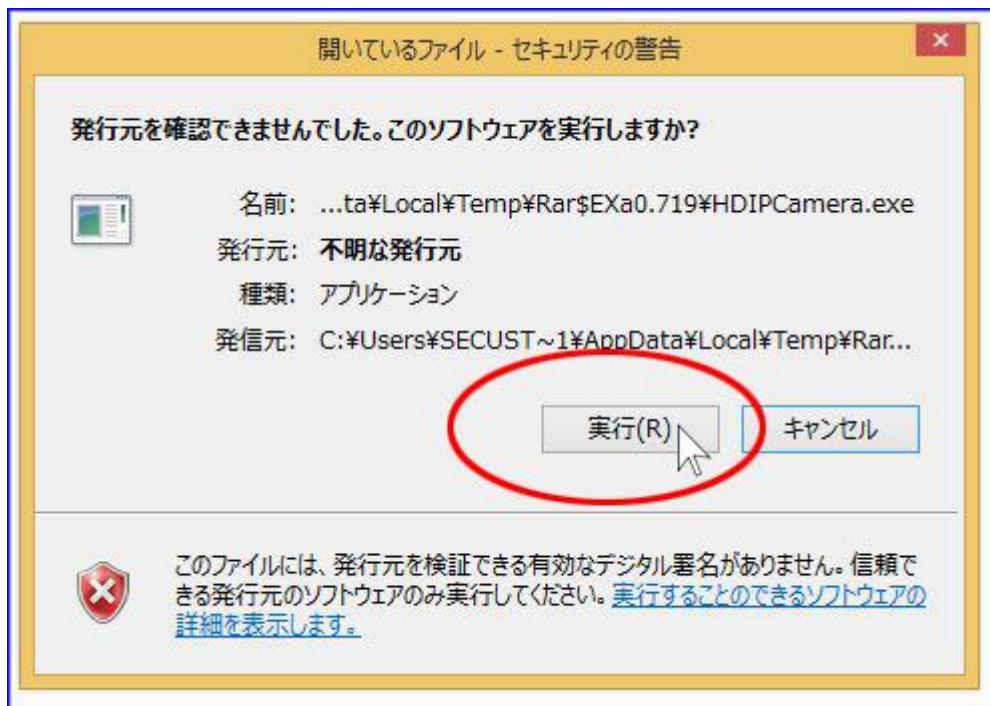 開いているファイル - セキュリティの警告
発行元を確認できませんでした。このソフトウェアを実行しますか?
名前: ...ta¥Local¥Temp¥Rar$EXa0.719¥HDIPCamera.exe
発行元: 不明な発行元
種類: アプリケーション
発信元: C:¥Users¥SECUST~1¥AppData¥Local¥Temp¥Rar...
実行(R) キャンセル
このファイルには、発行元を検証できる有効なデジタル署名がありません。信頼で
きる発行元のソフトウェアのみ実行してください。実行することのできるソフトウェアの
詳細を表示します。